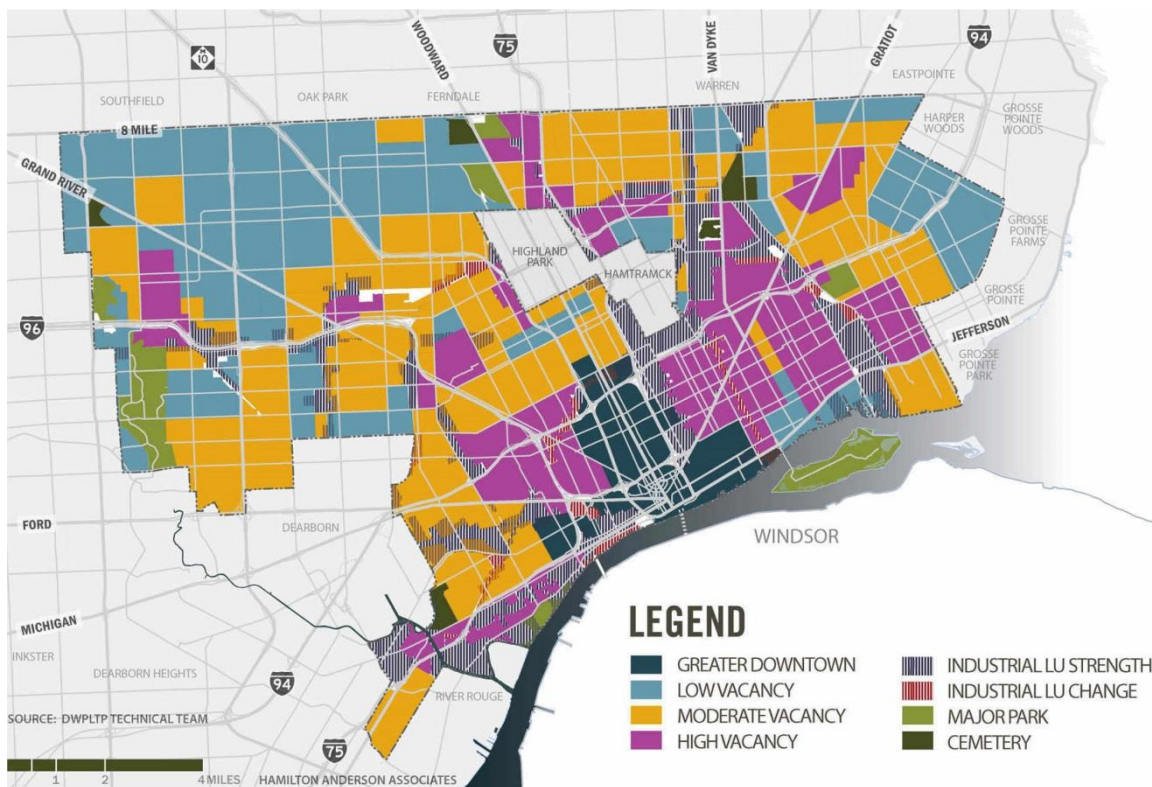 WOODWARD
75
VAN DYKE
GRATIOT
94
M
10
EASTPOINTE
SOUTHFIELD
OAK PARK
FERNDALE
WARREN
8 MILE
HARPER
WOODS
GROSSE
POINTE
WOODS
GRAND RIVER
GROSSE
POINTE
FARMS
HIGHLAND
PARK
HAMTRAMCK
GROSSE
POINTE
96
JEFFERSON
GROSSE
POINTE
PARK
FORD
DEARBORN
WINDSOR
MICHIGAN
INKSTER
DEARBORN HEIGHTS
94
RIVER ROUGE
75
SOURCE: DWPLTP TECHNICAL TEAM
1 2 4 MILES
HAMILTON ANDERSON ASSOCIATES
LEGEND
GREATER DOWNTOWN
LOW VACANCY
MODERATE VACANCY
HIGH VACANCY
INDUSTRIAL LU STRENGTH
INDUSTRIAL LU CHANGE
MAJOR PARK
CEMETERY